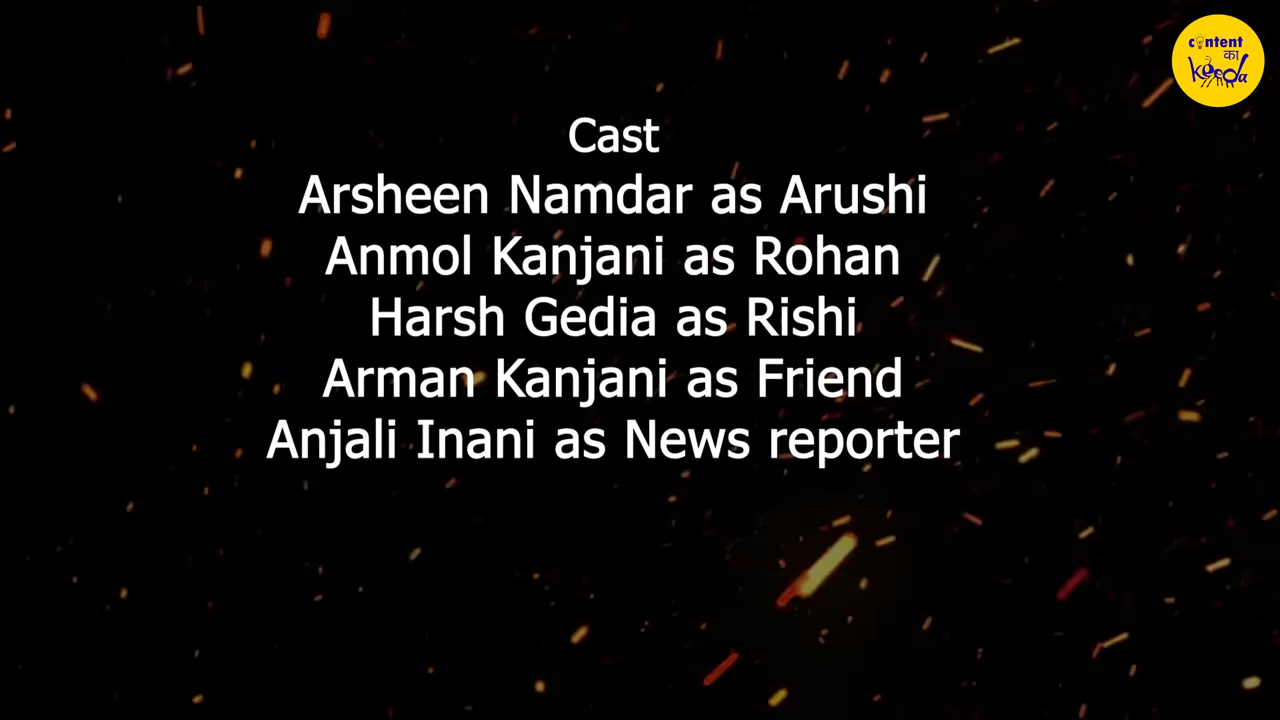 content
का
keeda
Cast
Arsheen Namdar as Arushi
Anmol Kanjani as Rohan
Harsh Gedia as Rishi
Arman Kanjani as Friend
Anjali Inani as News reporter